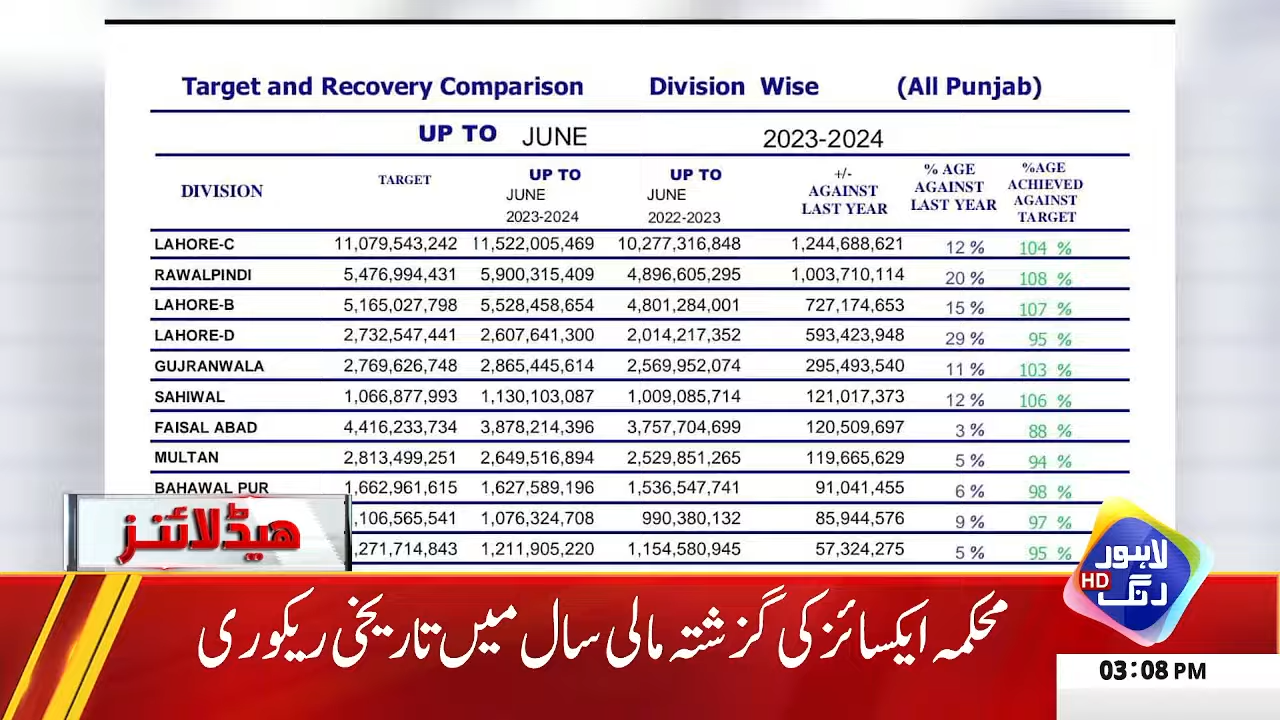 Target and Recovery Comparison Division Wise (All Punjab)
UP TO JUNE 2023-2024
DIVISION TARGET UP TO JUNE 2023-2024 UP TO JUNE 2022-2023 +/- AGAINST LAST YEAR % AGE AGAINST LAST YEAR %AGE ACHIEVED AGAINST TARGET
LAHORE-C 11,079,543,242 11,522,005,469 10,277,316,848 1,244,688,621 12 % 104 %
RAWALPINDI 5,476,994,431 5,900,315,409 4,896,605,295 1,003,710,114 20 % 108 %
LAHORE-B 5,165,027,798 5,528,458,654 4,801,284,001 727,174,653 15 % 107 %
LAHORE-D 2,732,547,441 2,607,641,300 2,014,217,352 593,423,948 29 % 95 %
GUJRANWALA 2,769,626,748 2,865,445,614 2,569,952,074 295,493,540 11 % 103 %
SAHIWAL 1,066,877,993 1,130,103,087 1,009,085,714 121,017,373 12 % 106 %
FAISAL ABAD 4,416,233,734 3,878,214,396 3,757,704,699 120,509,697 3 % 88 %
MULTAN 2,813,499,251 2,649,516,894 2,529,851,265 119,665,629 5 % 94 %
BAHAWAL PUR 1,662,961,615 1,627,589,196 1,536,547,741 91,041,455 6 % 98 %
,106,565,541 1,076,324,708 990,380,132 85,944,576 9 % 97 %
,271,714,843 1,211,905,220 1,154,580,945 57,324,275 5 % 95 %
ہیڈلائنز
لاہور رنگ HD
محکمہ ایکسائز کی گزشتہ مالی سال میں تاریخی ریکوری
03:08 PM